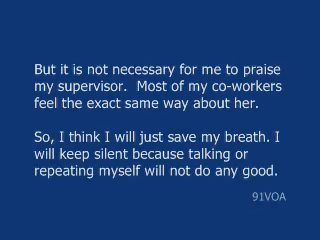 But it is not necessary for me to praise
my supervisor.  Most of my co-workers
feel the exact same way about her.
So, I think I will just save my breath. I
will keep silent because talking or
repeating myself will not do any good.
91VOA